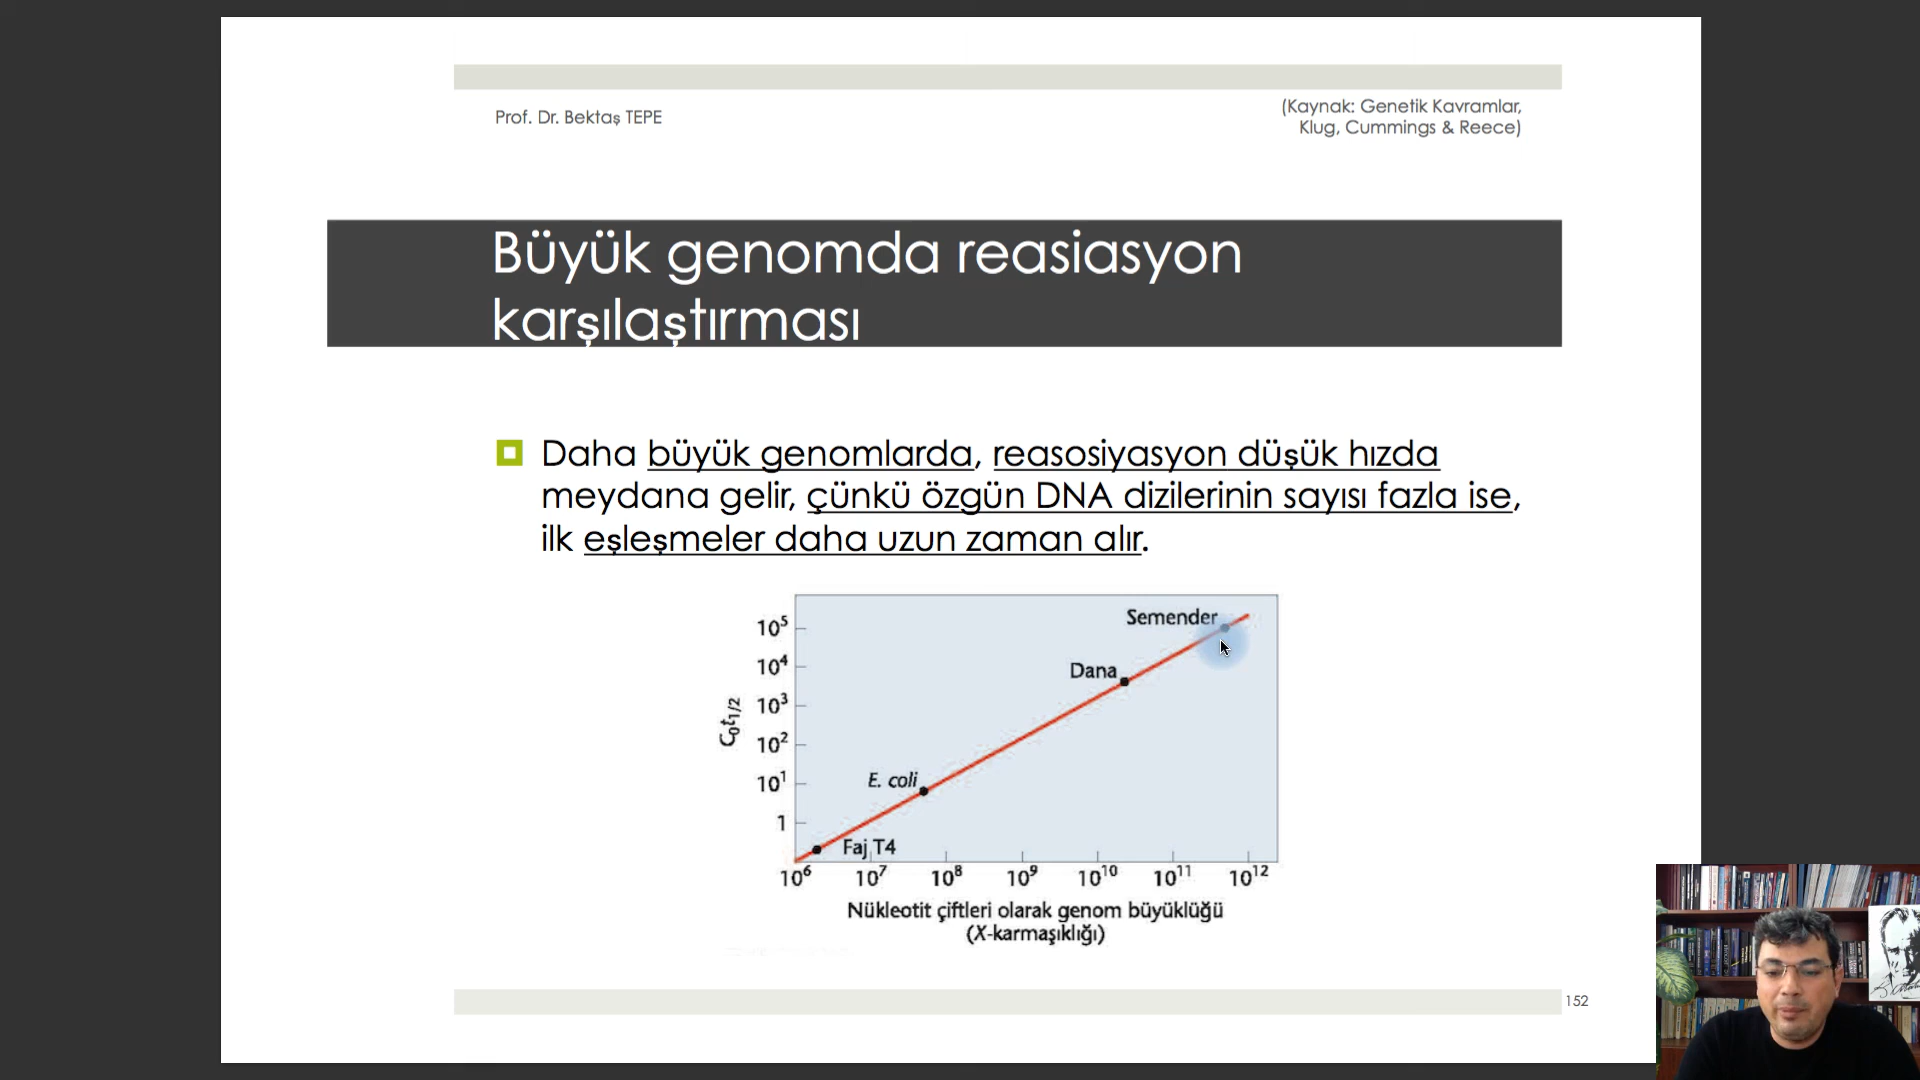 Prof. Dr. Bektaş TEPE
(Kaynak: Genetik Kavramlar,
Klug, Cummings & Reece)
Büyük genomda reasiasyon
karşılaştırması
Daha büyük genomlarda, reasosiyasyon düşük hızda
meydana gelir, çünkü özgün DNA dizilerinin sayısı fazla ise,
ilk eşleşmeler daha uzun zaman alır.
C₀t₁/₂
10⁵
10⁴
10³
10²
10¹
1
Semender
Dana
E. coli
Faj T4
10⁶ 10⁷ 10⁸ 10⁹ 10¹⁰ 10¹¹ 10¹²
Nükleotit çiftleri olarak genom büyüklüğü
(X-karmaşıklığı)
152